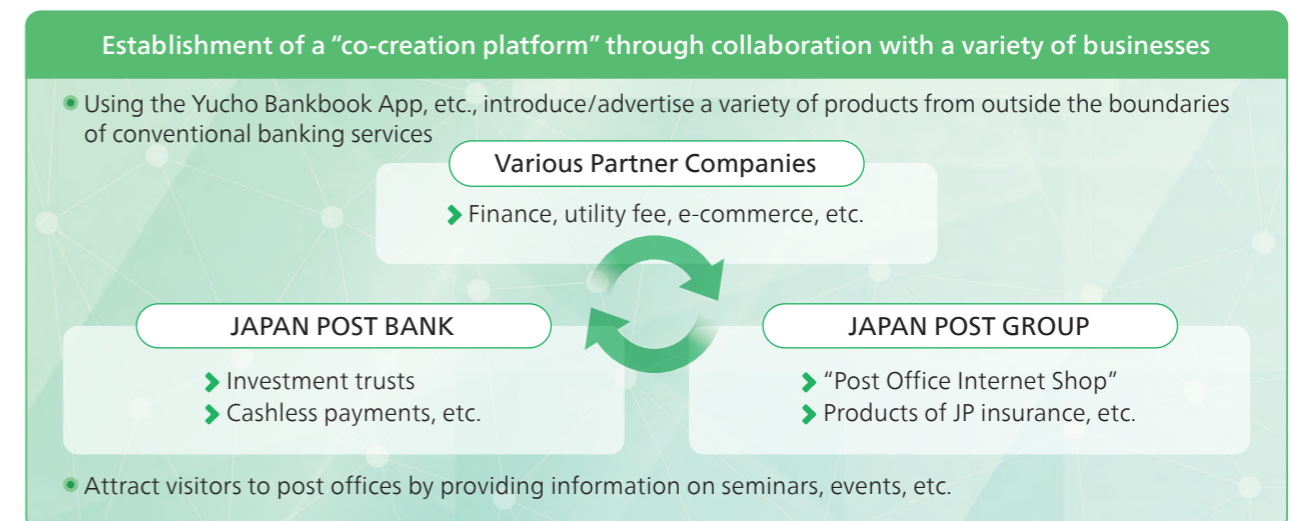 Establishment of a “co-creation platform” through collaboration with a variety of businesses
Using the Yucho Bankbook App, etc., introduce/advertise a variety of products from outside the boundaries
of conventional banking services
Various Partner Companies
Finance, utility fee, e-commerce, etc.
JAPAN POST BANK
Investment trusts
Cashless payments, etc.
JAPAN POST GROUP
“Post Office Internet Shop”
Products of JP insurance, etc.
Attract visitors to post offices by providing information on seminars, events, etc.